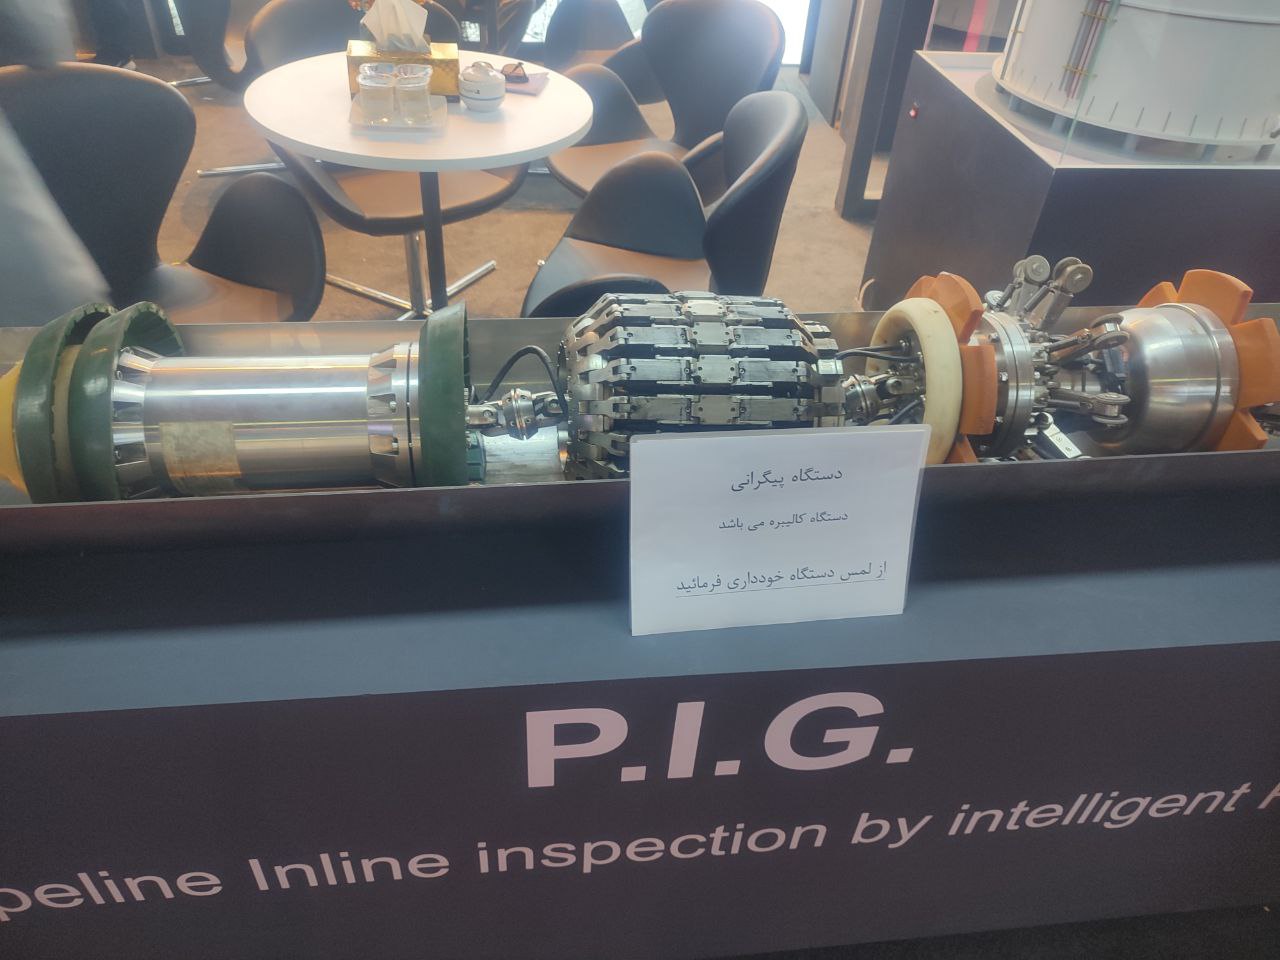 دستگاه پیگرانی
دستگاه کالیبره می باشد
از لمس دستگاه خودداری فرمائید
P.I.G.
peline Inline inspection by intelligent